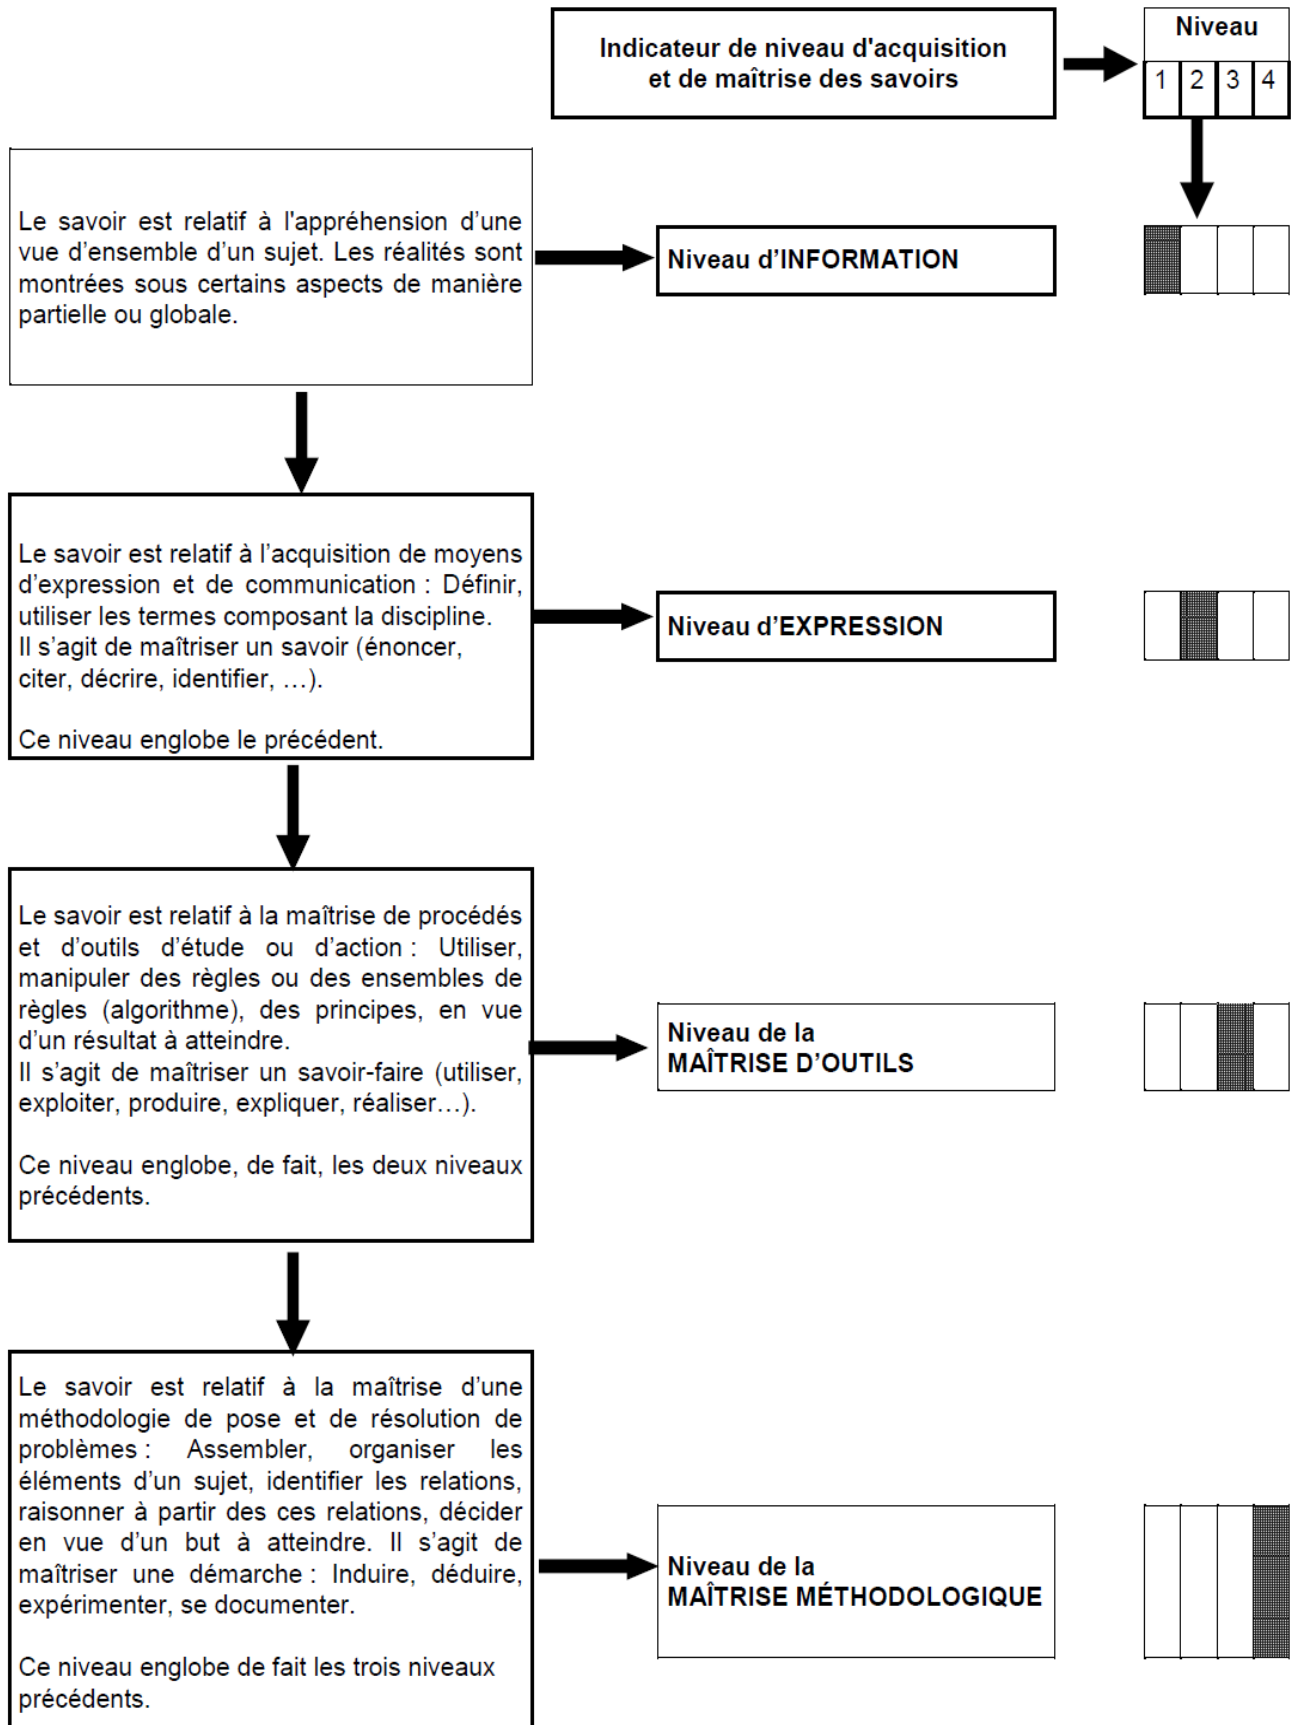 Indicateur de niveau d'acquisition
et de maîtrise des savoirs
Niveau
1 2 3 4
Le savoir est relatif à l'appréhension d’une
vue d’ensemble d’un sujet. Les réalités sont
montrées sous certains aspects de manière
partielle ou globale.
Niveau d’INFORMATION
Le savoir est relatif à l’acquisition de moyens
d’expression et de communication : Définir,
utiliser les termes composant la discipline.
Il s’agit de maîtriser un savoir (énoncer,
citer, décrire, identifier, …).
Ce niveau englobe le précédent.
Niveau d’EXPRESSION
Le savoir est relatif à la maîtrise de procédés
et d’outils d’étude ou d’action : Utiliser,
manipuler des règles ou des ensembles de
règles (algorithme), des principes, en vue
d’un résultat à atteindre.
Il s’agit de maîtriser un savoir-faire (utiliser,
exploiter, produire, expliquer, réaliser…).
Ce niveau englobe, de fait, les deux niveaux
précédents.
Niveau de la
MAÎTRISE D’OUTILS
Le savoir est relatif à la maîtrise d’une
méthodologie de pose et de résolution de
problèmes : Assembler, organiser les
éléments d’un sujet, identifier les relations,
raisonner à partir des ces relations, décider
en vue d’un but à atteindre. Il s’agit de
maîtriser une démarche : Induire, déduire,
expérimenter, se documenter.
Ce niveau englobe de fait les trois niveaux
précédents.
Niveau de la
MAÎTRISE MÉTHODOLOGIQUE